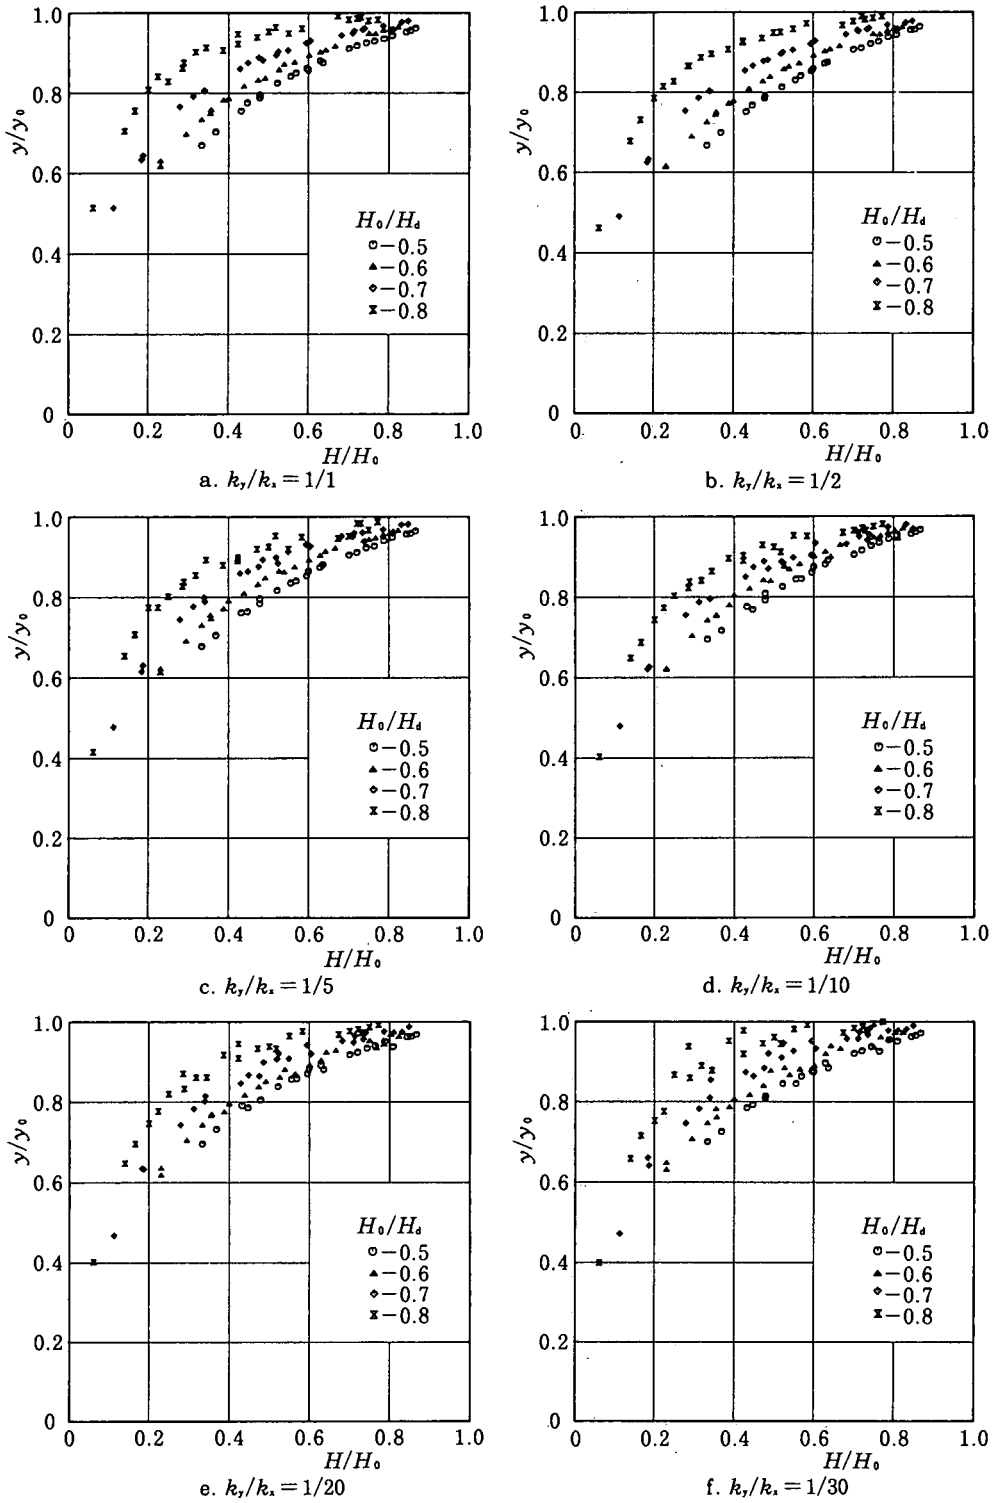 1.0
0.8
0.6
0.4
0.2
0
y/y₀
H₀/H_d
–0.5
–0.6
–0.7
–0.8
0 0.2 0.4 0.6 0.8 1.0
H/H₀
a. k_y/k_x = 1/1
1.0
0.8
0.6
0.4
0.2
0
y/y₀
H₀/H_d
–0.5
–0.6
–0.7
–0.8
0 0.2 0.4 0.6 0.8 1.0
H/H₀
b. k_y/k_x = 1/2
1.0
0.8
0.6
0.4
0.2
0
y/y₀
H₀/H_d
–0.5
–0.6
–0.7
–0.8
0 0.2 0.4 0.6 0.8 1.0
H/H₀
c. k_y/k_x = 1/5
1.0
0.8
0.6
0.4
0.2
0
y/y₀
H₀/H_d
–0.5
–0.6
–0.7
–0.8
0 0.2 0.4 0.6 0.8 1.0
H/H₀
d. k_y/k_x = 1/10
1.0
0.8
0.6
0.4
0.2
0
y/y₀
H₀/H_d
–0.5
–0.6
–0.7
–0.8
0 0.2 0.4 0.6 0.8 1.0
H/H₀
e. k_y/k_x = 1/20
1.0
0.8
0.6
0.4
0.2
0
y/y₀
H₀/H_d
–0.5
–0.6
–0.7
–0.8
0 0.2 0.4 0.6 0.8 1.0
H/H₀
f. k_y/k_x = 1/30